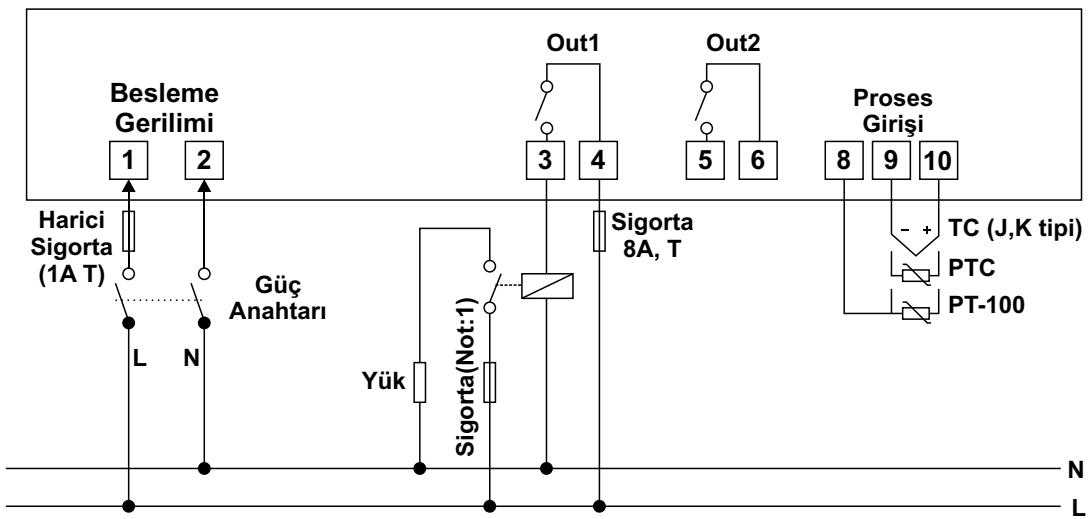 Out1
Out2
Besleme
Gerilimi
Proses
Girişi
1
2
3
4
5
6
8
9
10
Harici
Sigorta
(1A T)
Güç
Anahtarı
Sigorta
8A, T
- +
TC (J,K tipi)
PTC
PT-100
L
N
Yük
Sigorta(Not:1)
N
L